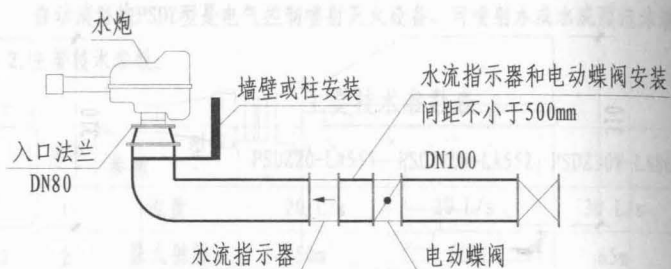 水炮
墙壁或柱安装
水流指示器和电动蝶阀安装
间距不小于500mm
入口法兰
DN80
DN100
水流指示器
电动蝶阀